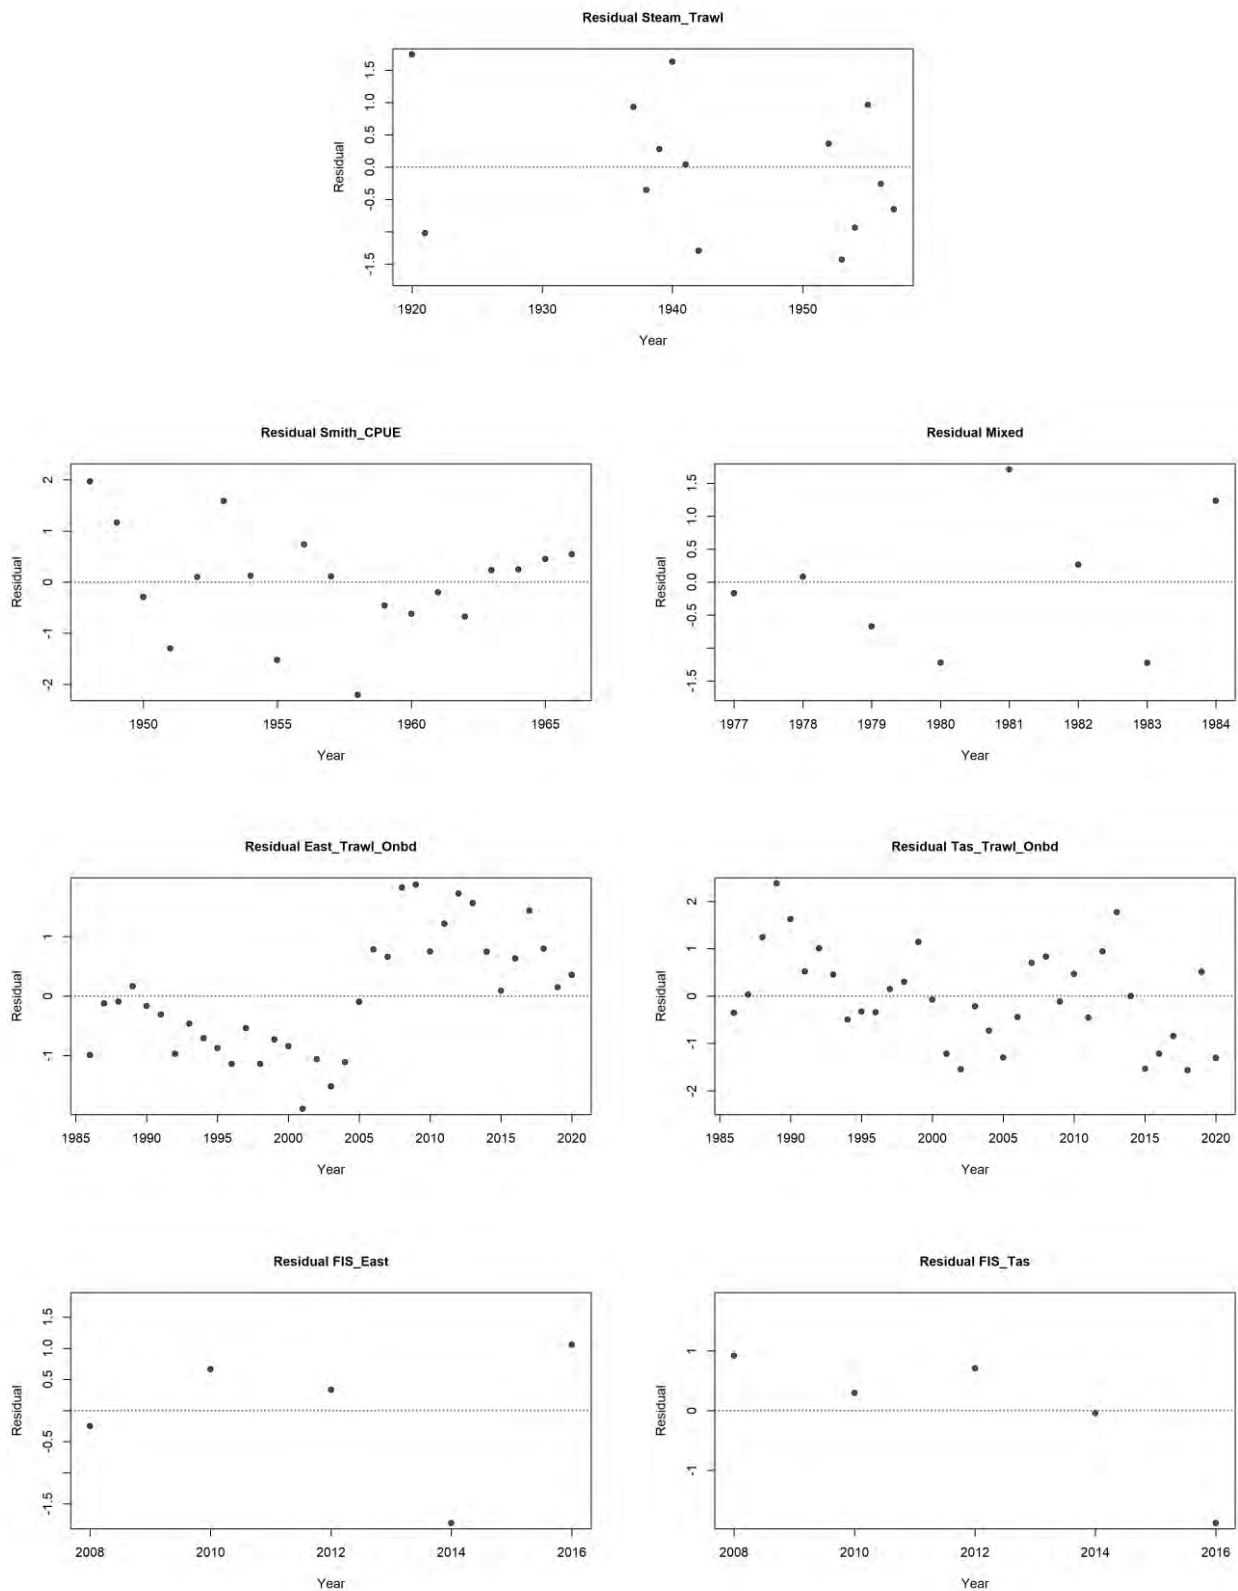 Residual Steam_Trawl
Residual
1.5
1.0
0.5
0.0
-0.5
-1.5
1920 1930 1940 1950
Year
Residual Smith_CPUE
Residual
2
1
0
-1
-2
1950 1955 1960 1965
Year
Residual Mixed
Residual
1.5
1.0
0.5
0.0
-0.5
-1.5
1977 1978 1979 1980 1981 1982 1983 1984
Year
Residual East_Trawl_Onbd
Residual
1
0
-1
1985 1990 1995 2000 2005 2010 2015 2020
Year
Residual Tas_Trawl_Onbd
Residual
2
1
0
-1
-2
1985 1990 1995 2000 2005 2010 2015 2020
Year
Residual FIS_East
Residual
1.5
1.0
0.5
-0.5
-1.5
2008 2010 2012 2014 2016
Year
Residual FIS_Tas
Residual
1
0
-1
2008 2010 2012 2014 2016
Year